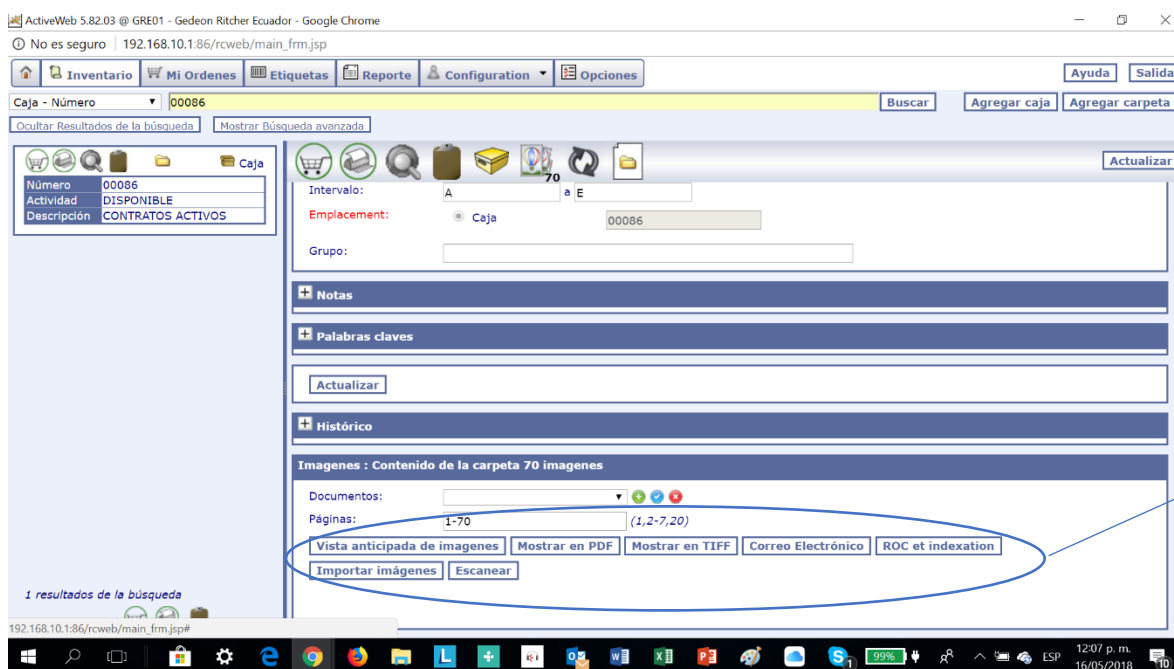 ActiveWeb 5.82.03 @ GRE01 - Gedeon Ritcher Ecuador - Google Chrome
No es seguro 192.168.10.1:86/rcweb/main_frm.jsp
Inventario Mi Ordenes Etiquetas Reporte Configuration Opciones Ayuda Salida
Caja - Número 00086 Buscar Agregar caja Agregar carpeta
Ocultar Resultados de la búsqueda Mostrar Búsqueda avanzada
Caja
Número 00086
Actividad DISPONIBLE
Descripción CONTRATOS ACTIVOS
70 Actualizar
Intervalo: A a E
Emplacement: Caja 00086
Grupo:
Notas
Palabras claves
Actualizar
Histórico
Imagenes : Contenido de la carpeta 70 imagenes
Documentos:
Páginas: 1-70 (1,2-7,20)
Vista anticipada de imagenes Mostrar en PDF Mostrar en TIFF Correo Electrónico ROC et indexation
Importar imágenes Escanear
1 resultados de la búsqueda
192.168.10.1:86/rcweb/main_frm.jsp#
99% ESP 12:07 p. m.
16/05/2018